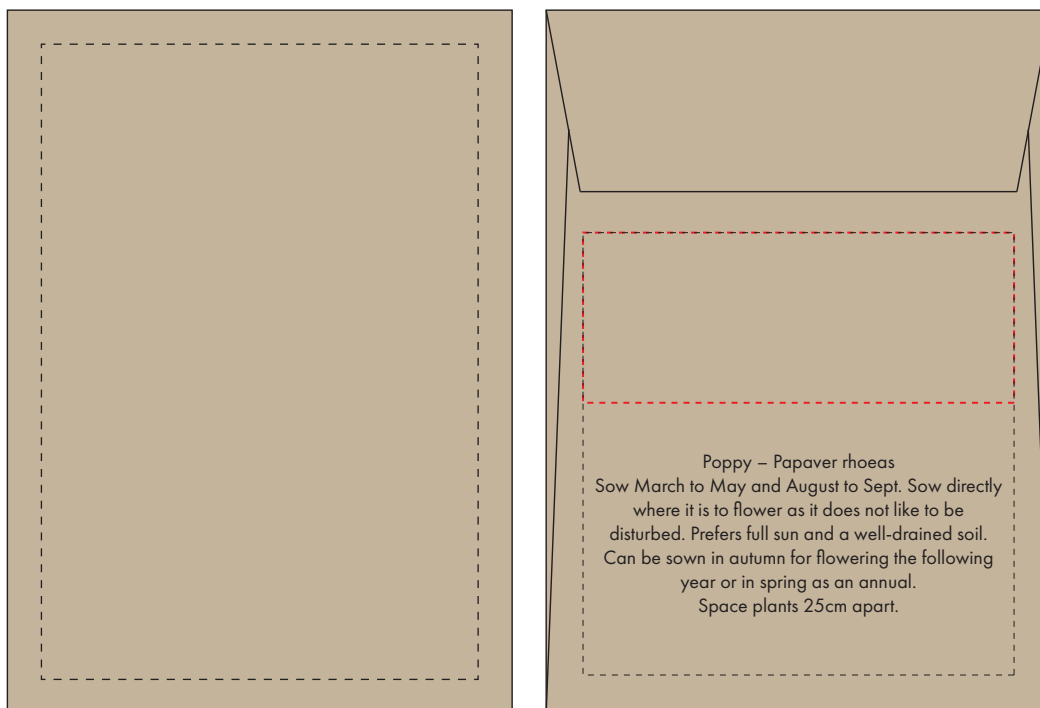 Poppy – Papaver rhoeas
Sow March to May and August to Sept. Sow directly
where it is to flower as it does not like to be
disturbed. Prefers full sun and a well-drained soil.
Can be sown in autumn for flowering the following
year or in spring as an annual.
Space plants 25cm apart.